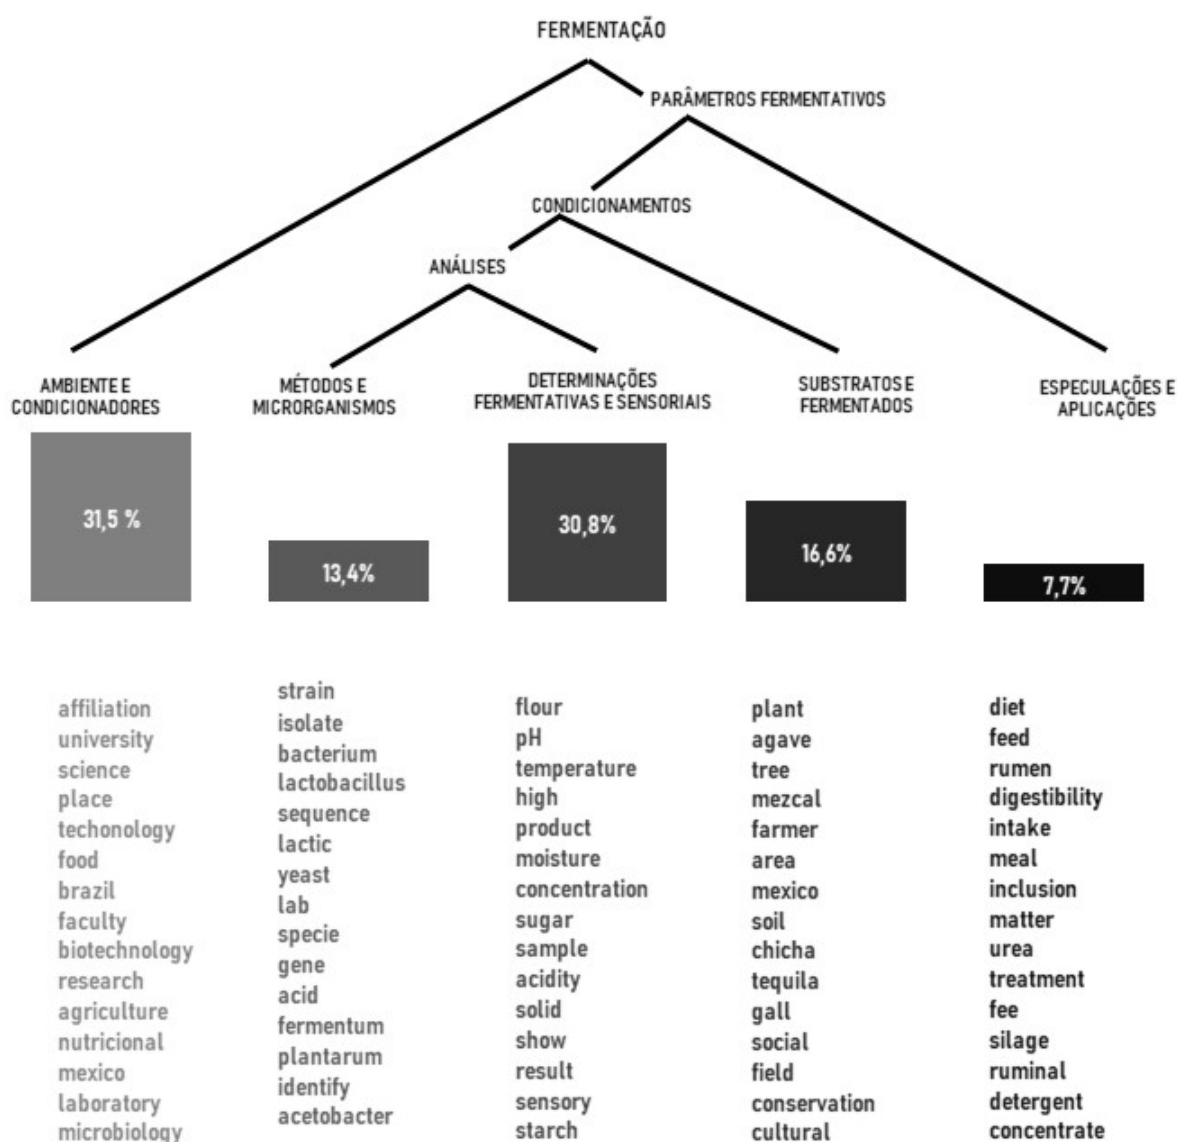 FERMENTAÇÃO
PARÂMETROS FERMENTATIVOS
CONDICIONAMENTOS
ANÁLISES
AMBIENTE E
CONDICIONADORES
MÉTODOS E
MICRORGANISMOS
DETERMINAÇÕES
FERMENTATIVAS E SENSORIAIS
SUBSTRATOS E
FERMENTADOS
ESPECULAÇÕES E
APLICAÇÕES
31,5 %
13,4%
30,8%
16,6%
7,7%
affiliation
university
science
place
techonology
food
brazil
faculty
biotechnology
research
agriculture
nutricional
mexico
laboratory
microbiology
strain
isolate
bacterium
lactobacillus
sequence
lactic
yeast
lab
specie
gene
acid
fermentum
plantarum
identify
acetobacter
flour
pH
temperature
high
product
moisture
concentration
sugar
sample
acidity
solid
show
result
sensory
starch
plant
agave
tree
mezcal
farmer
area
mexico
soil
chicha
tequila
gall
social
field
conservation
cultural
diet
feed
rumen
digestibility
intake
meal
inclusion
matter
urea
treatment
fee
silage
ruminal
detergent
concentrate